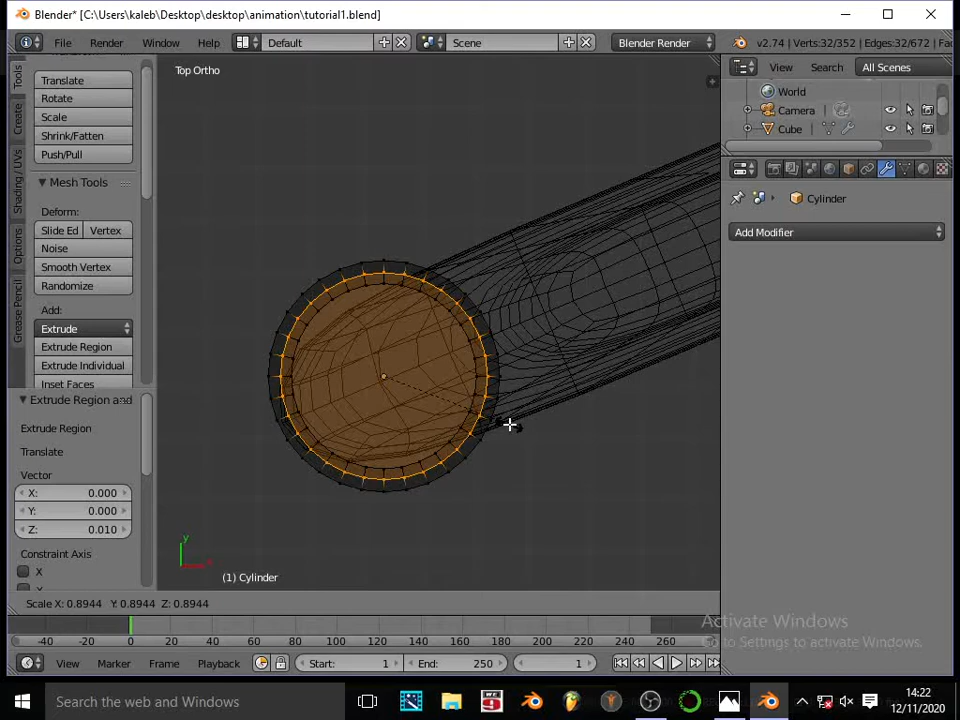 Blender* [C:\Users\kaleb\Desktop\desktop\animation\tutorial1.blend]
File Render Window Help Default Scene Blender Render v2.74 | Verts:32/352 | Edges:32/672 |
Top Ortho
View Search All Scenes
World
Camera
Cube
Cylinder
Add Modifier
Tools
Create
Shading / UVs
Options
Grease Pencil
Translate
Rotate
Scale
Shrink/Fatten
Push/Pull
Mesh Tools
Deform:
Slide Ed Vertex
Noise
Smooth Vertex
Randomize
Add:
Extrude
Extrude Region
Extrude Individual
Inset Faces
Extrude Region and
Extrude Region
Translate
Vector
X: 0.000
Y: 0.000
Z: 0.010
Constraint Axis
X
y
(1) Cylinder
Scale X: 0.8944 Y: 0.8944 Z: 0.8944
Activate Windows
Go to Settings to activate Windows.
-40 -20 0 20 40 60 80 100 120 140 160 180 200 220 240 260
View Marker Frame Playback Start: 1 End: 250 1
Search the web and Windows
14:22
12/11/2020